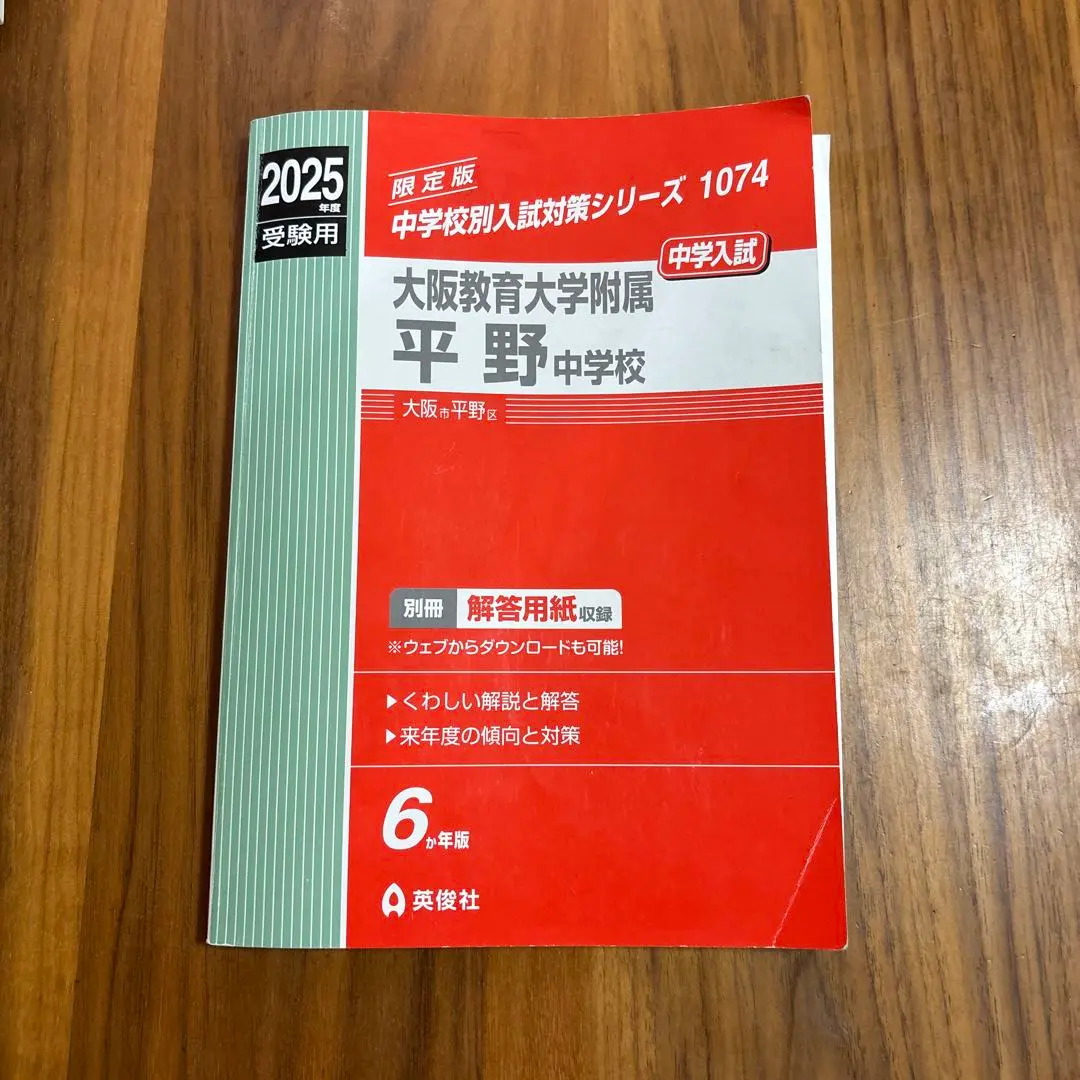 2025
年度
受験用
限定版
中学校別入試対策シリーズ 1074
中学入試
大阪教育大学附属
平野中学校
大阪市平野区
別冊 解答用紙収録
※ウェブからダウンロードも可能!
▶くわしい解説と解答
▶来年度の傾向と対策
6か年版
英俊社